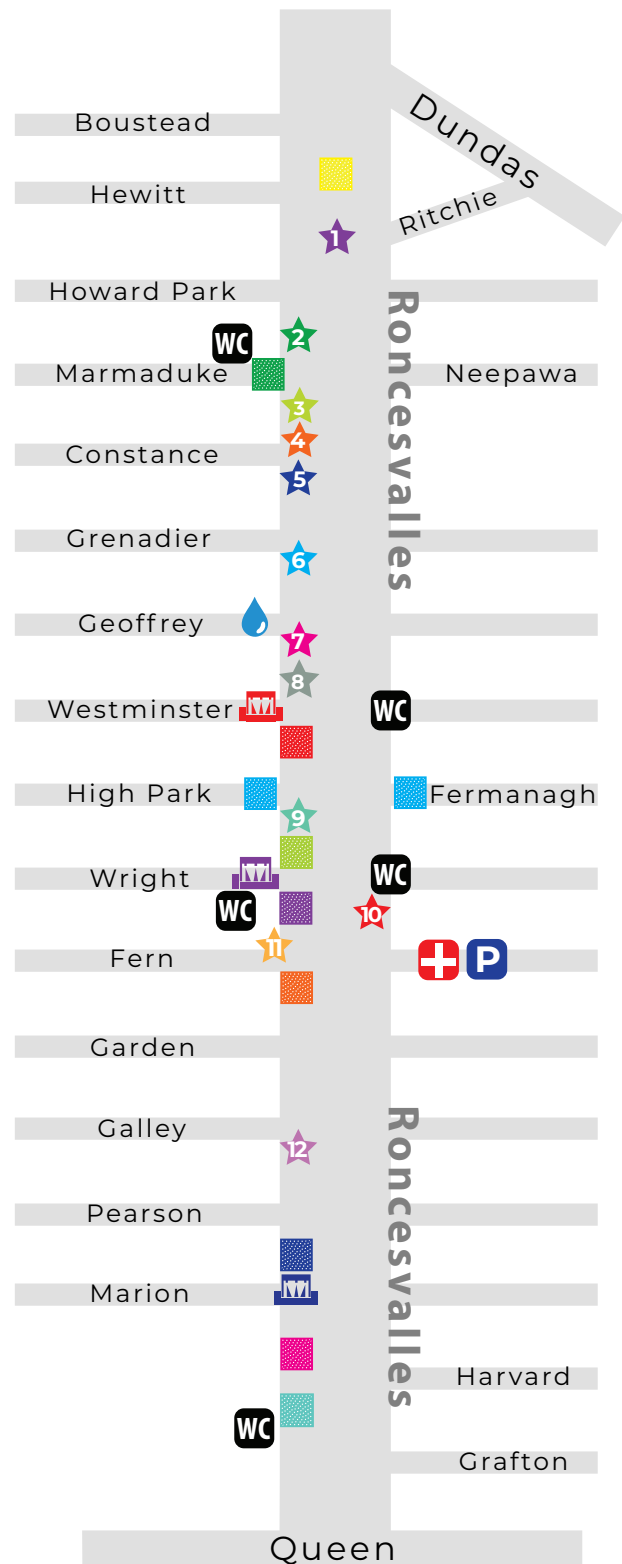 Boustead
Dundas
Hewitt
Ritchie
1
Howard Park
Roncesvalles
2
WC
Marmaduke
Neepawa
3
4
Constance
5
Grenadier
6
Geoffrey
7
8
Westminster
WC
High Park
Fermanagh
9
Wright
WC
WC
10
11
Fern
P
Garden
Roncesvalles
Galley
12
Pearson
Marion
Harvard
WC
Grafton
Queen